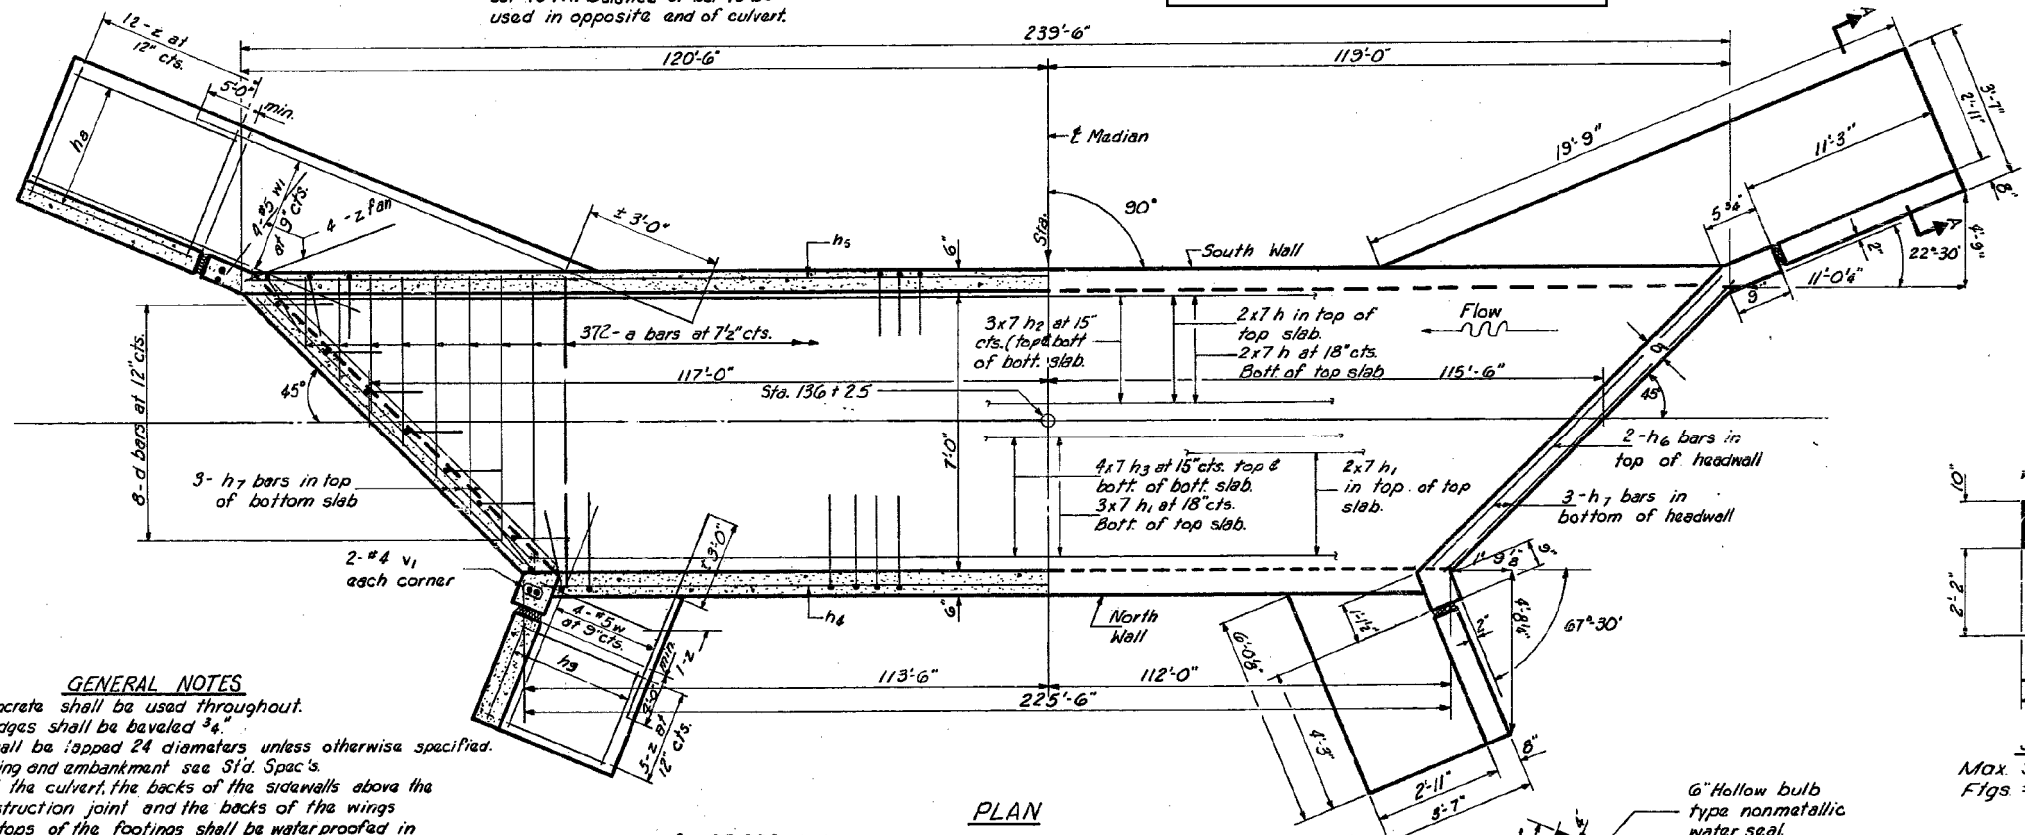 used in opposite end of culvert.
239'-6"
120'-6"
119'-0"
12-z at
12" cts.
5'-0"
min.
h8
4-#5 w1
at 9" cts.
4-z fan
± 3'-0"
h5
6"
℄ Median
Sta.
90°
South Wall
19'-9"
11'-3"
2'-11"
3'-7"
8"
A
A
5 3/4"
2"
9"
11'-0¼"
22°-30'
4'-9"
372-a bars at 7½" cts.
3x7 h2 at 15"
cts. (top & bott
of bott. slab.
2x7 h in top of
top slab.
2x7 h at 18" cts.
Bott of top slab
Flow
117'-0"
115'-6"
Sta. 136+25
45°
45°
8-d bars at 12" cts.
7'-0"
3- h7 bars in top
of bottom slab
4x7 h3 at 15" cts. top &
bott. of bott. slab.
3x7 h1 at 18" cts.
Bott. of top slab.
2x7 h1
in top of top
slab.
2-h6 bars in
top of headwall
3-h7 bars in
bottom of headwall
2-#4 v1
each corner
4-#5w
at 9" cts.
h9
± 3'-0"
min
1-z
5-z at
12" cts.
h4
6"
North
Wall
113'-6"
112'-0"
225'-6"
1'-1½"
6'-0⅛"
4'-3"
2'-11"
3'-7"
8"
2"
9"
67°-30'
10"
2'-2"
GENERAL NOTES
shall be used throughout.
shall be beveled ¾"
be lapped 24 diameters unless otherwise specified.
and embankment see St'd. Spec's.
the culvert, the backs of the sidewalls above the
joint and the backs of the wings
tops of the footings shall be waterproofed in
PLAN
6" Hollow bulb
type nonmetallic
water seal.
Max.
Ftgs.